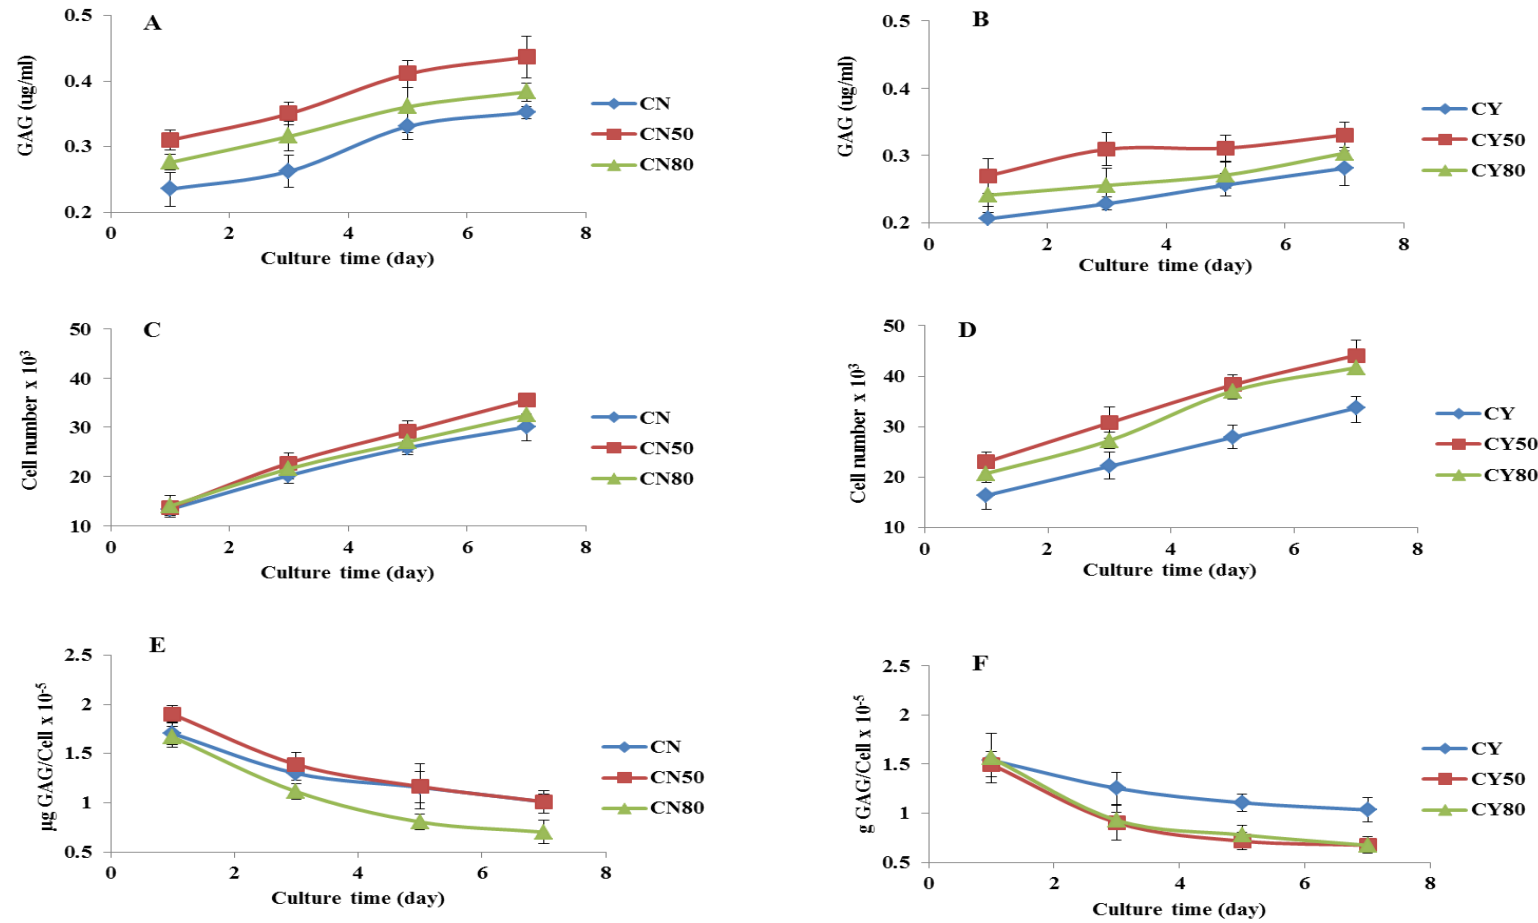 A
0.5
0.4
0.3
0.2
GAG (ug/ml)
0 2 4 6 8
Culture time (day)
CN
CN50
CN80
B
0.5
0.4
0.3
0.2
GAG (ug/ml)
0 2 4 6 8
Culture time (day)
CY
CY50
CY80
C
50
40
30
20
10
Cell number x 10³
0 2 4 6 8
Culture time (day)
CN
CN50
CN80
D
50
40
30
20
10
Cell number x 10³
0 2 4 6 8
Culture time (day)
CY
CY50
CY80
E
2.5
2
1.5
1
0.5
µg GAG/Cell x 10⁻⁵
0 2 4 6 8
Culture time (day)
CN
CN50
CN80
F
2.5
2
1.5
1
0.5
g GAG/Cell x 10⁻⁵
0 2 4 6 8
Culture time (day)
CY
CY50
CY80